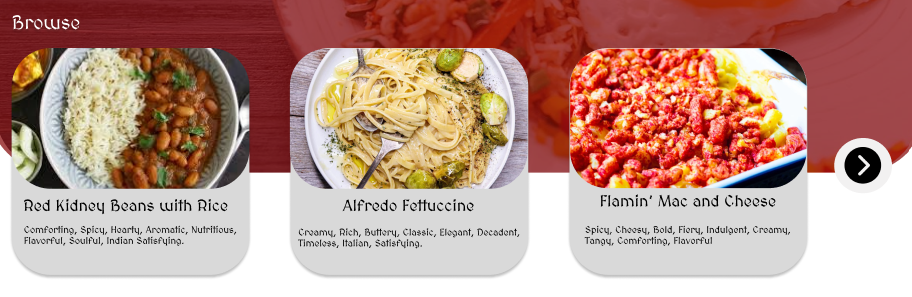 Browse
Red Kidney Beans with Rice
Comforting, Spicy, Hearty, Aromatic, Nutritious,
Flavorful, Soulful, Indian Satisfying.
Alfredo Fettuccine
Creamy, Rich, Buttery, Classic, Elegant, Decadent,
Timeless, Italian, Satisfying.
Flamin' Mac and Cheese
Spicy, Cheesy, Bold, Fiery, Indulgent, Creamy,
Tangy, Comforting, Flavorful